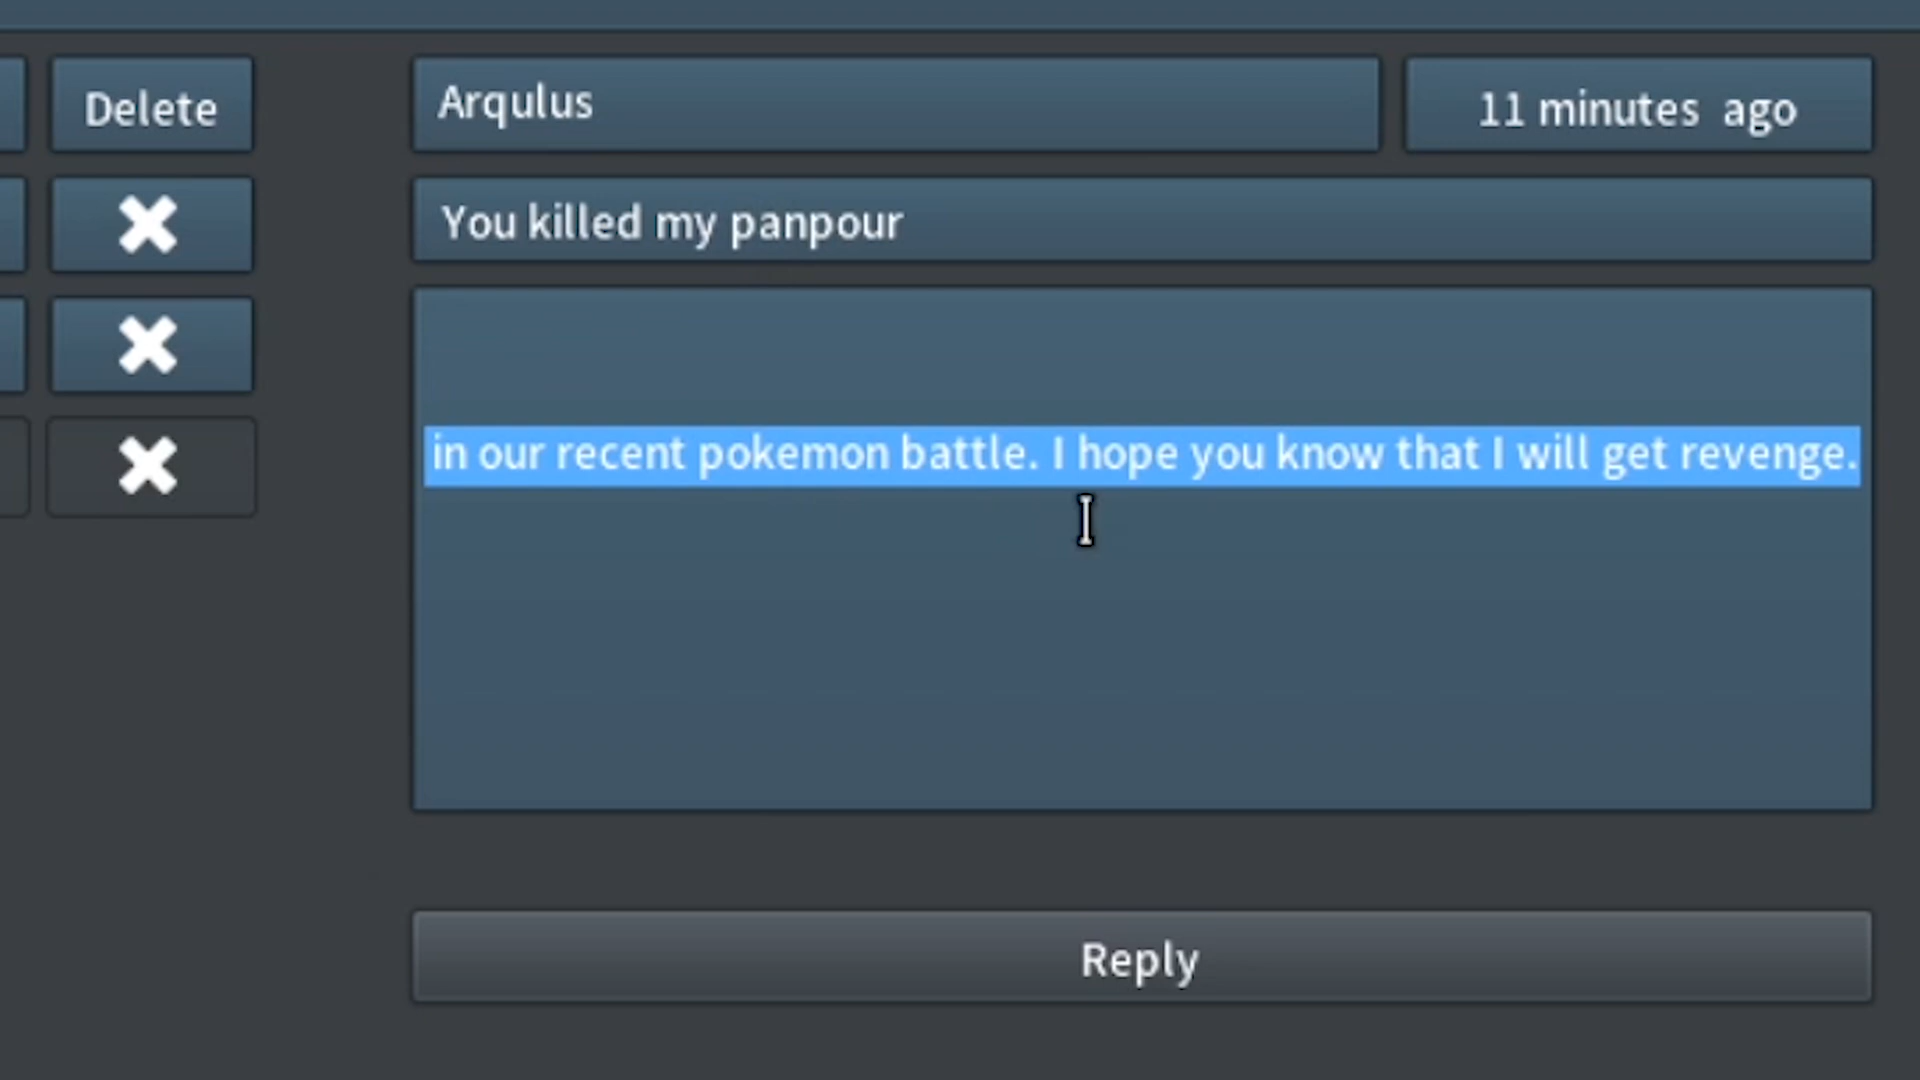 Delete
Arqulus
11 minutes ago
You killed my panpour
in our recent pokemon battle. I hope you know that I will get revenge.
Reply